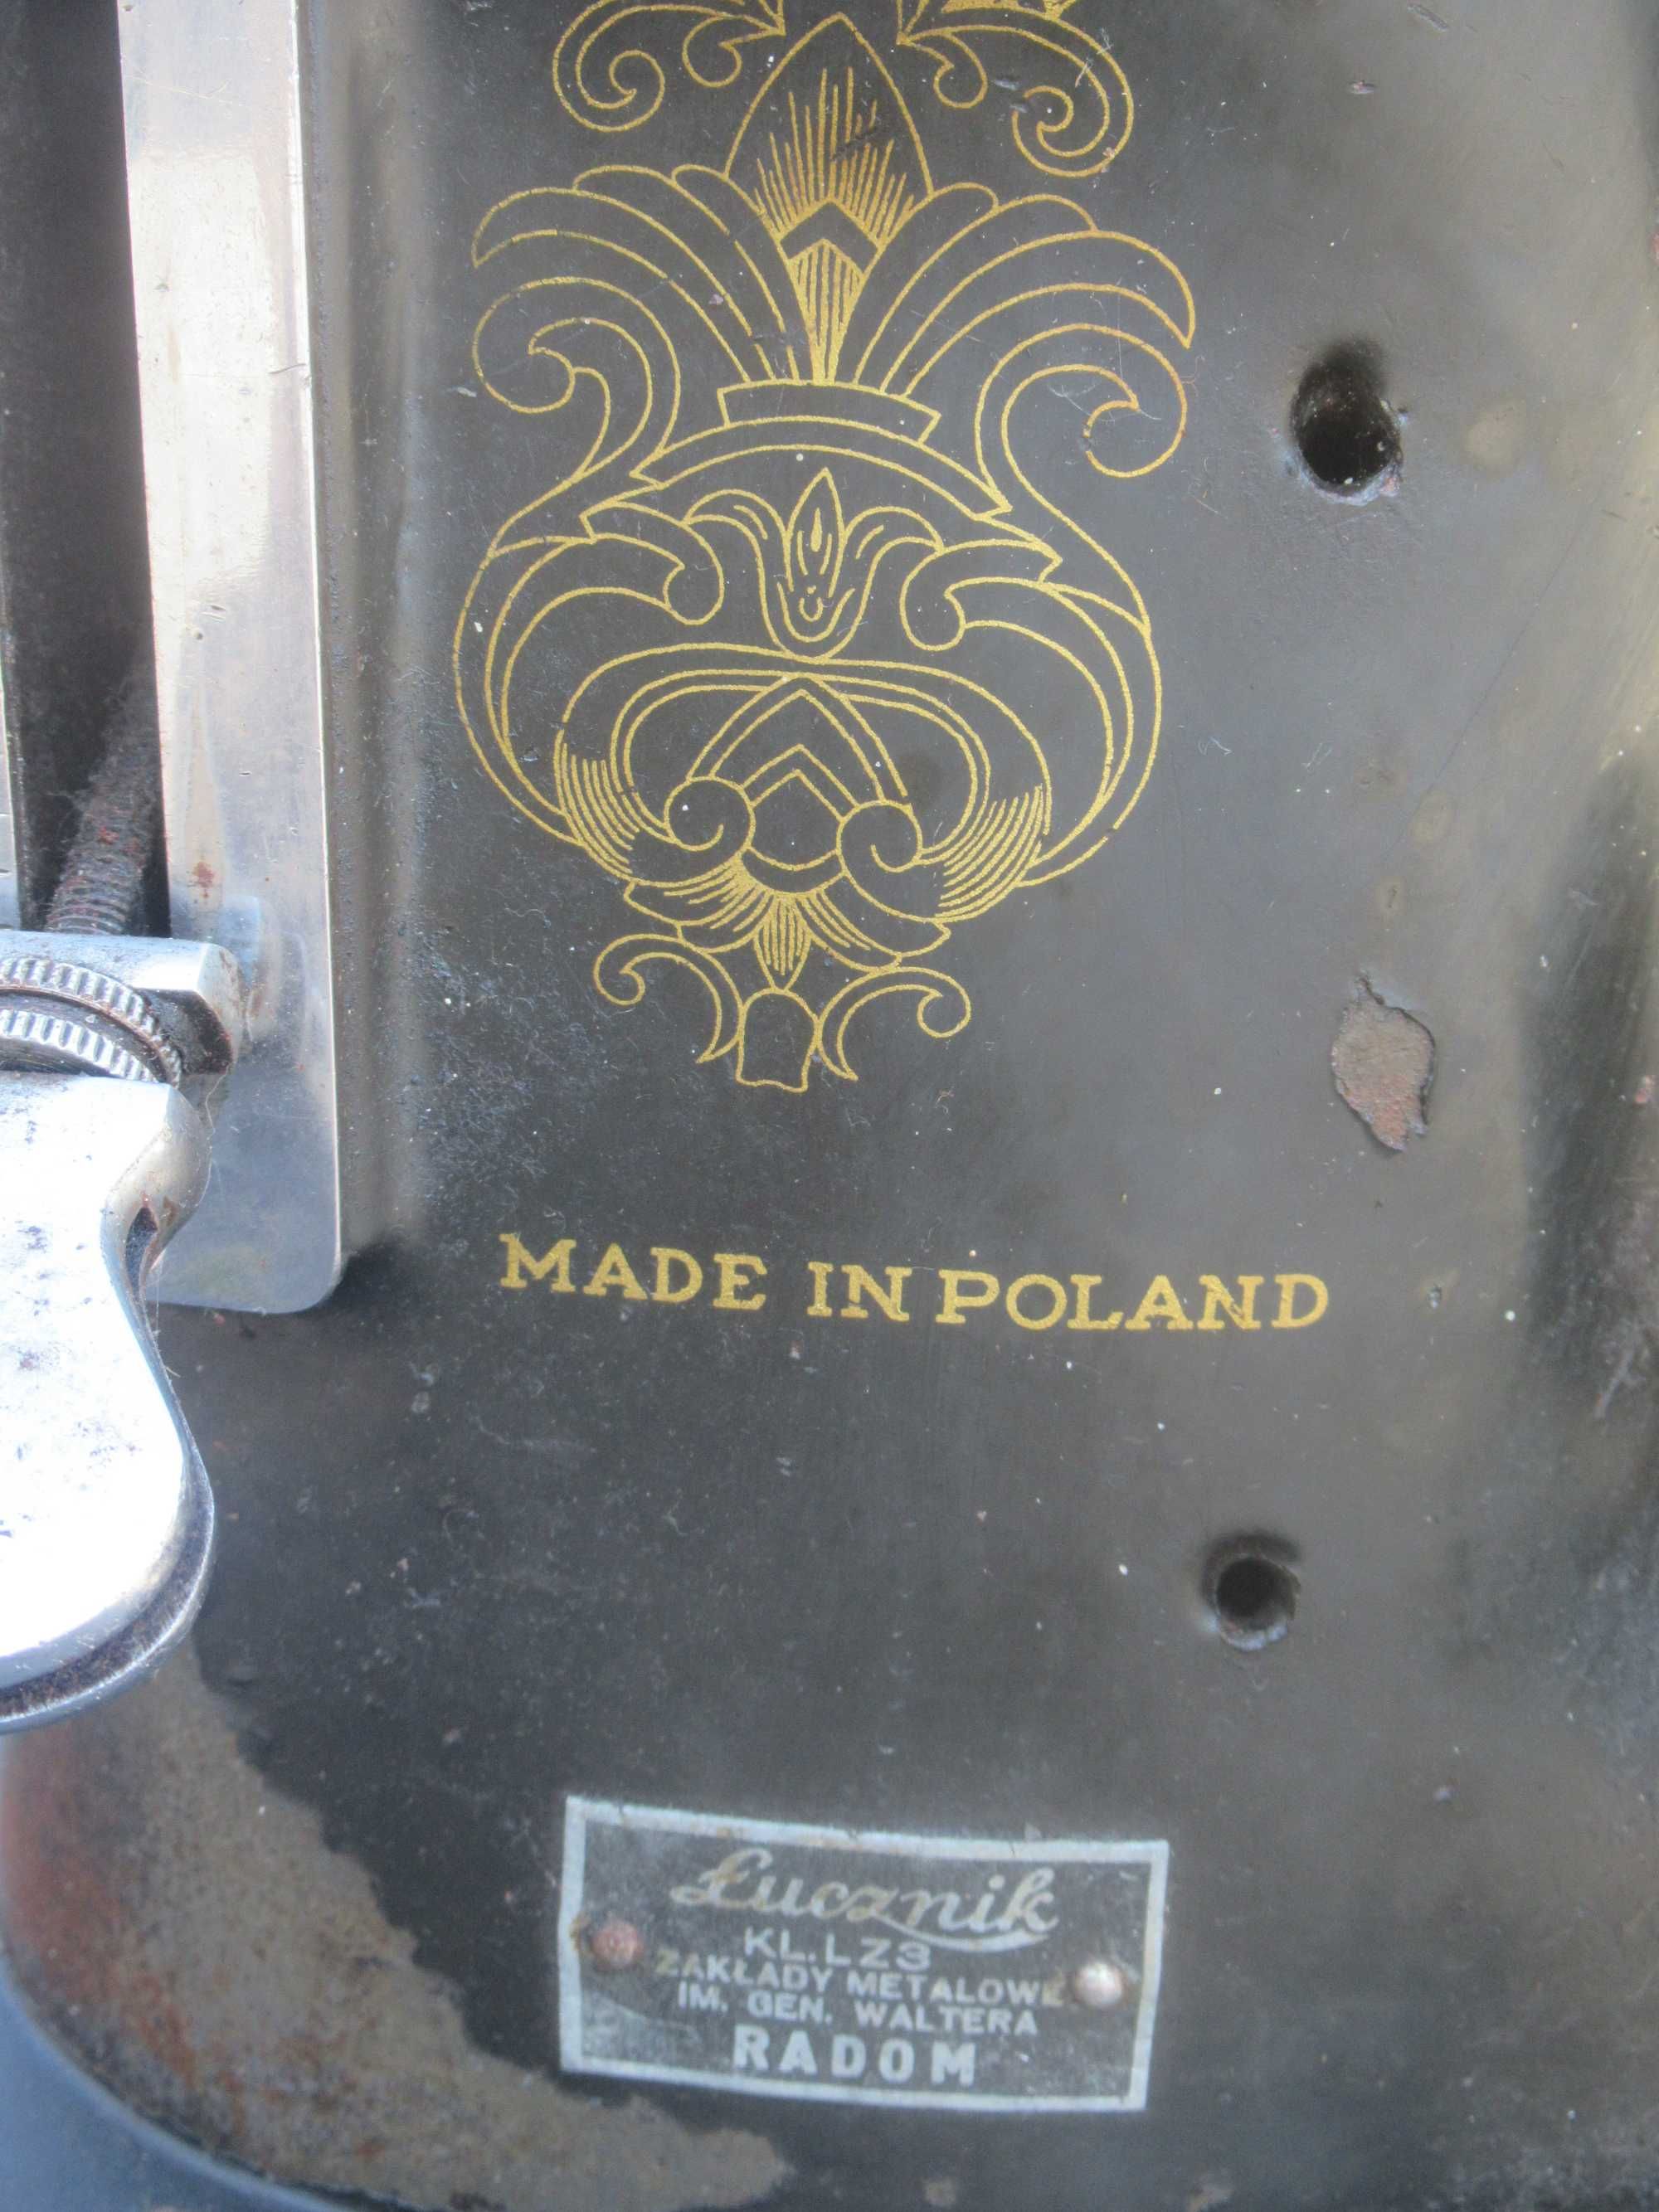 MADE IN POLAND
Łucznik
KL. LZ3
ZAKŁADY METALOWE
IM. GEN. WALTERA
RADOM